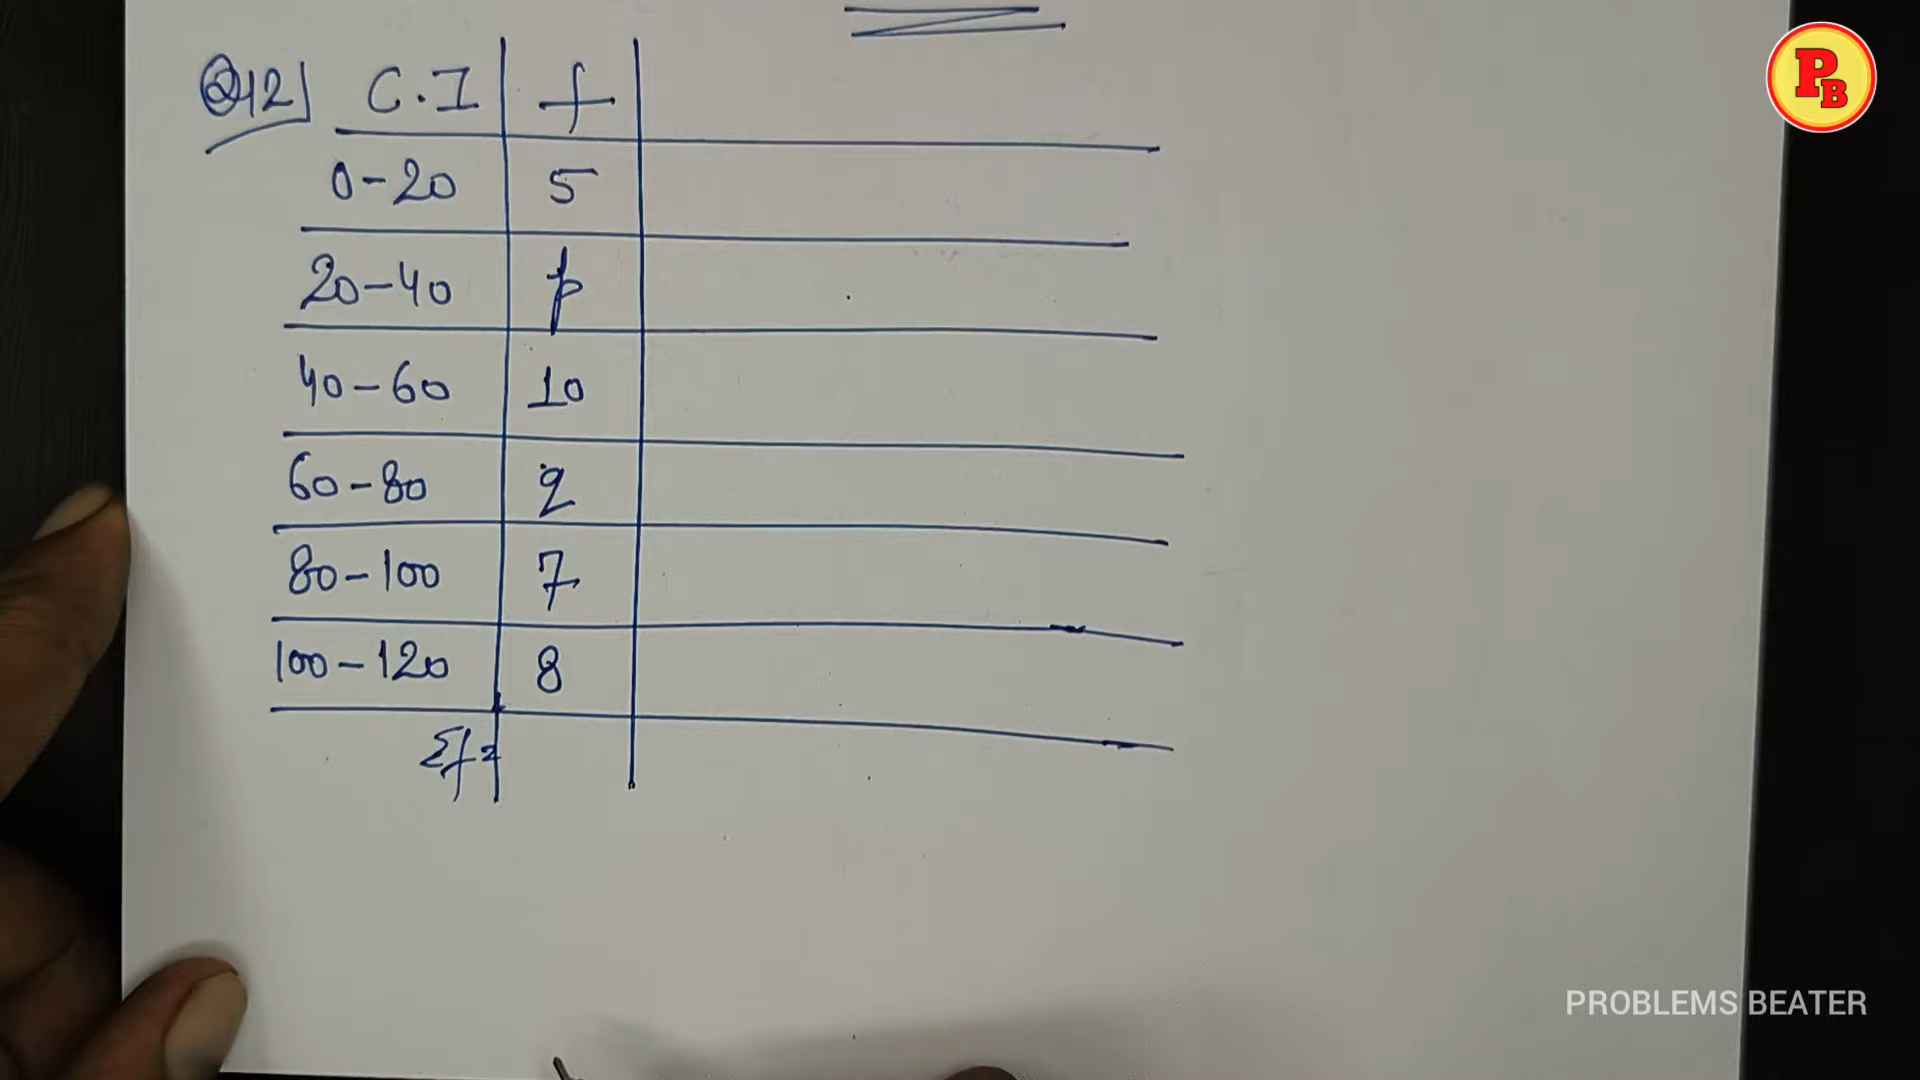 Q12] C.I f
0-20 5
20-40 p
40-60 10
60-80 q
80-100 7
100-120 8
Σf=
PB
PROBLEMS BEATER